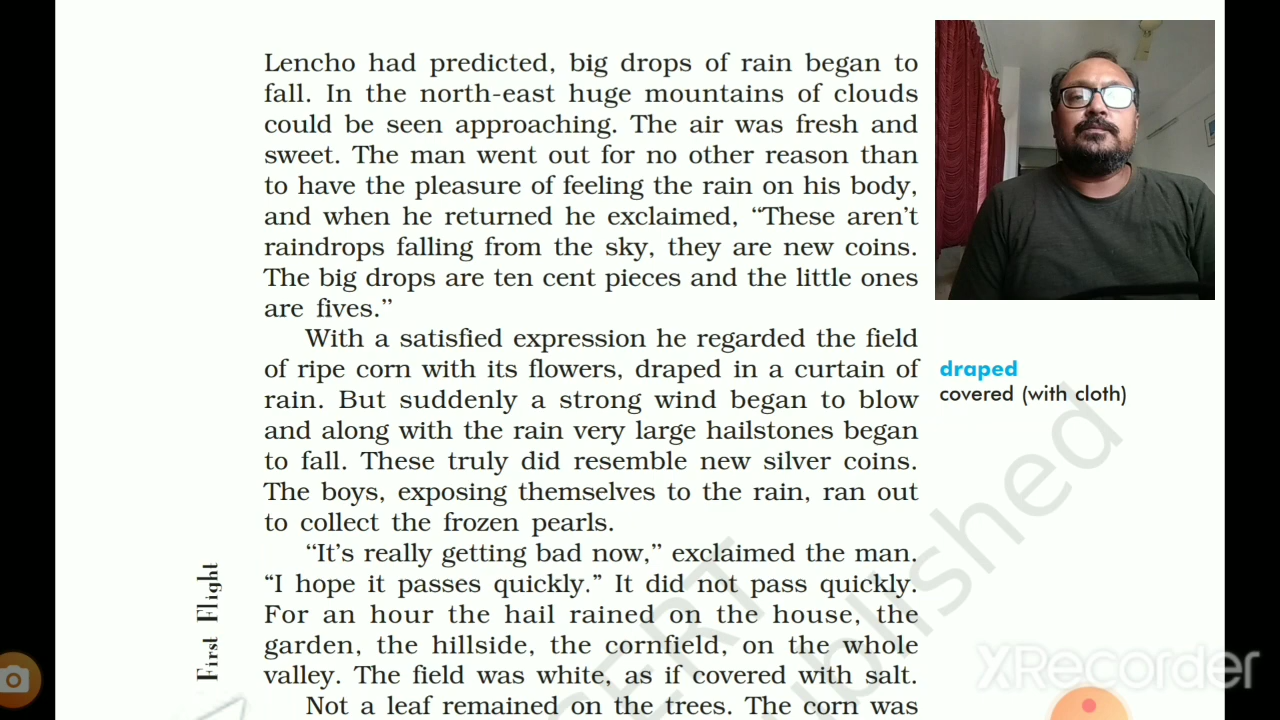 Lencho had predicted, big drops of rain began to
fall. In the north-east huge mountains of clouds
could be seen approaching. The air was fresh and
sweet. The man went out for no other reason than
to have the pleasure of feeling the rain on his body,
and when he returned he exclaimed, “These aren’t
raindrops falling from the sky, they are new coins.
The big drops are ten cent pieces and the little ones
are fives.’’
With a satisfied expression he regarded the field
of ripe corn with its flowers, draped in a curtain of
rain. But suddenly a strong wind began to blow
and along with the rain very large hailstones began
to fall. These truly did resemble new silver coins.
The boys, exposing themselves to the rain, ran out
to collect the frozen pearls.
“It’s really getting bad now,’’ exclaimed the man.
“I hope it passes quickly.” It did not pass quickly.
For an hour the hail rained on the house, the
garden, the hillside, the cornfield, on the whole
valley. The field was white, as if covered with salt.
Not a leaf remained on the trees. The corn was
draped
covered (with cloth)
First Flight
published
XRecorder